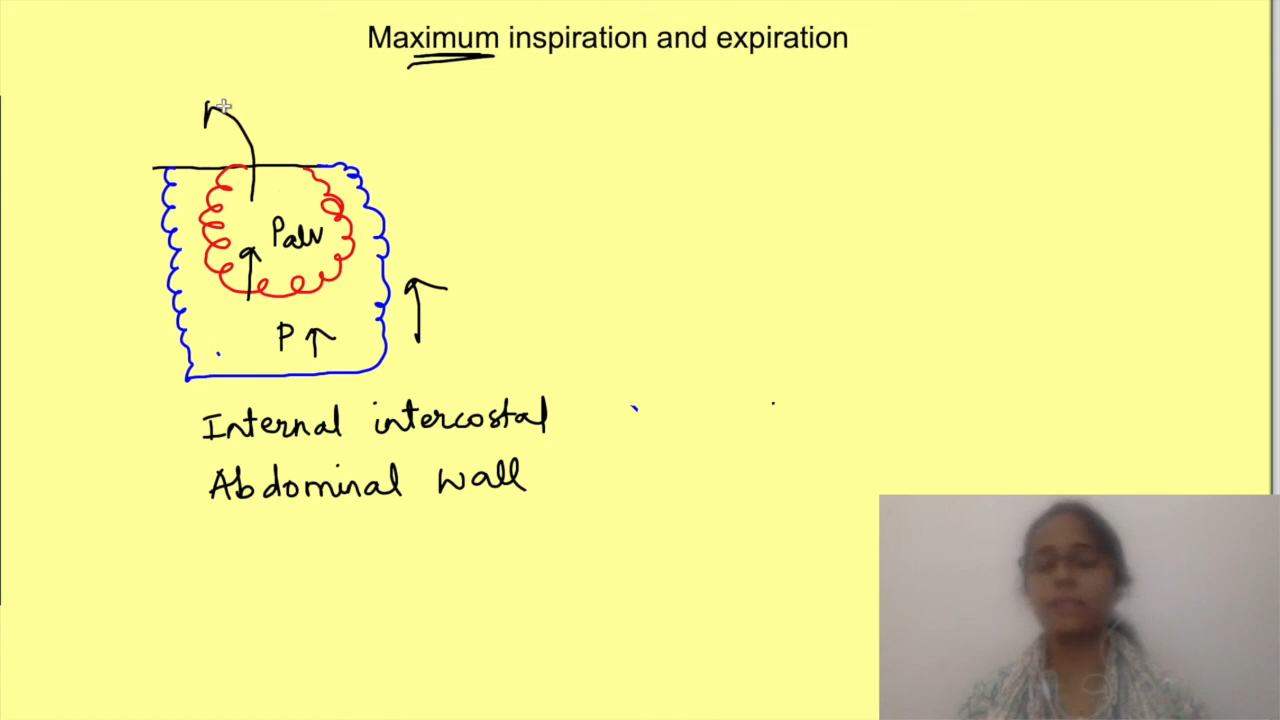 Maximum inspiration and expiration
Palv
P ↑
Internal intercostal
Abdominal wall